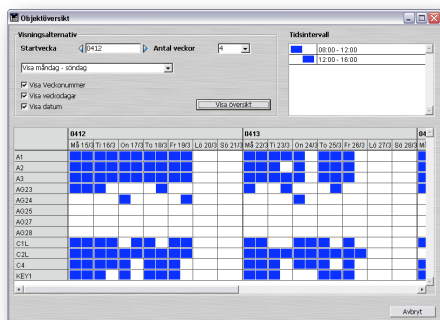 Objektöversikt
Visningsalternativ
Startvecka 0412 Antal veckor 4
Visa måndag - söndag
Visa Veckonummer
Visa veckodagar
Visa datum
Visa översikt
Tidsintervall
08:00 - 12:00
12:00 - 16:00
0412 0413 04
Må 15/3 Ti 16/3 On 17/3 To 18/3 Fr 19/3 Lö 20/3 Sö 21/3 Må 22/3 Ti 23/3 On 24/3 To 25/3 Fr 26/3 Lö 27/3 Sö 28/3 M
A1
A2
A3
AG23
AG24
AG25
AG27
AG28
C1L
C2L
C4
KEY1
Avbryt